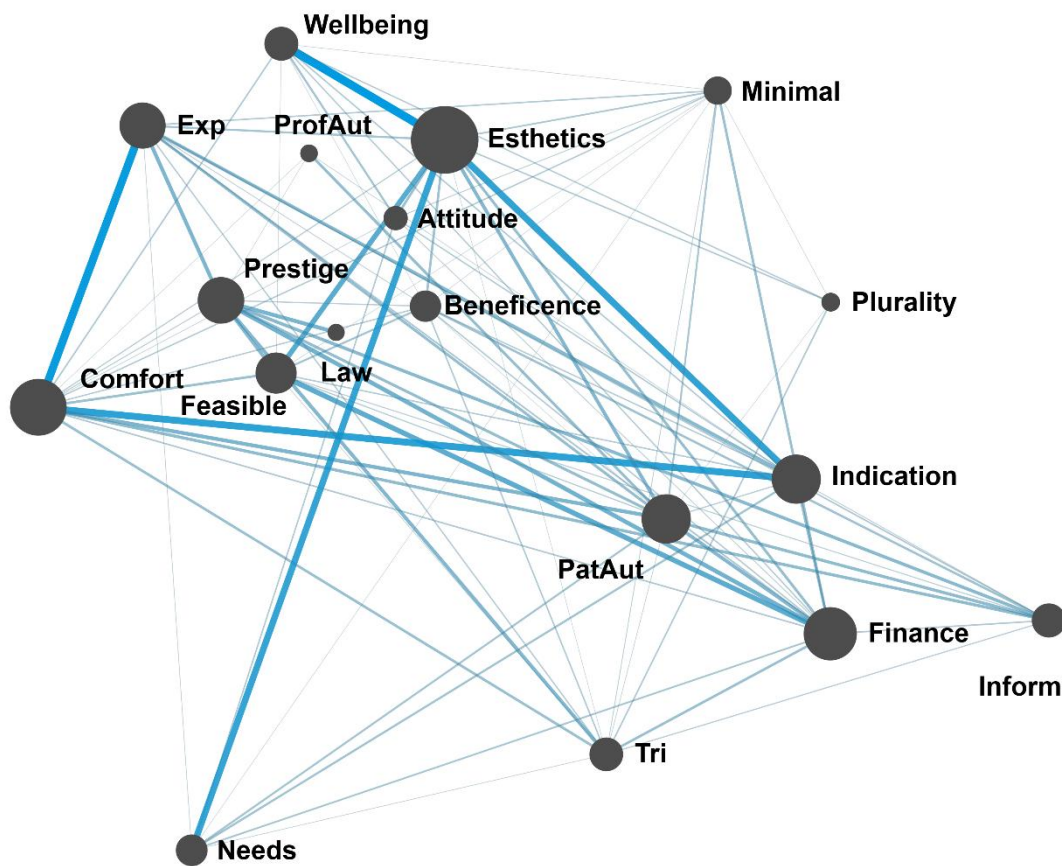 Wellbeing
Minimal
Exp
ProfAut
Esthetics
Attitude
Prestige
Beneficence
Plurality
Law
Comfort
Feasible
Indication
PatAut
Finance
Inform
Tri
Needs